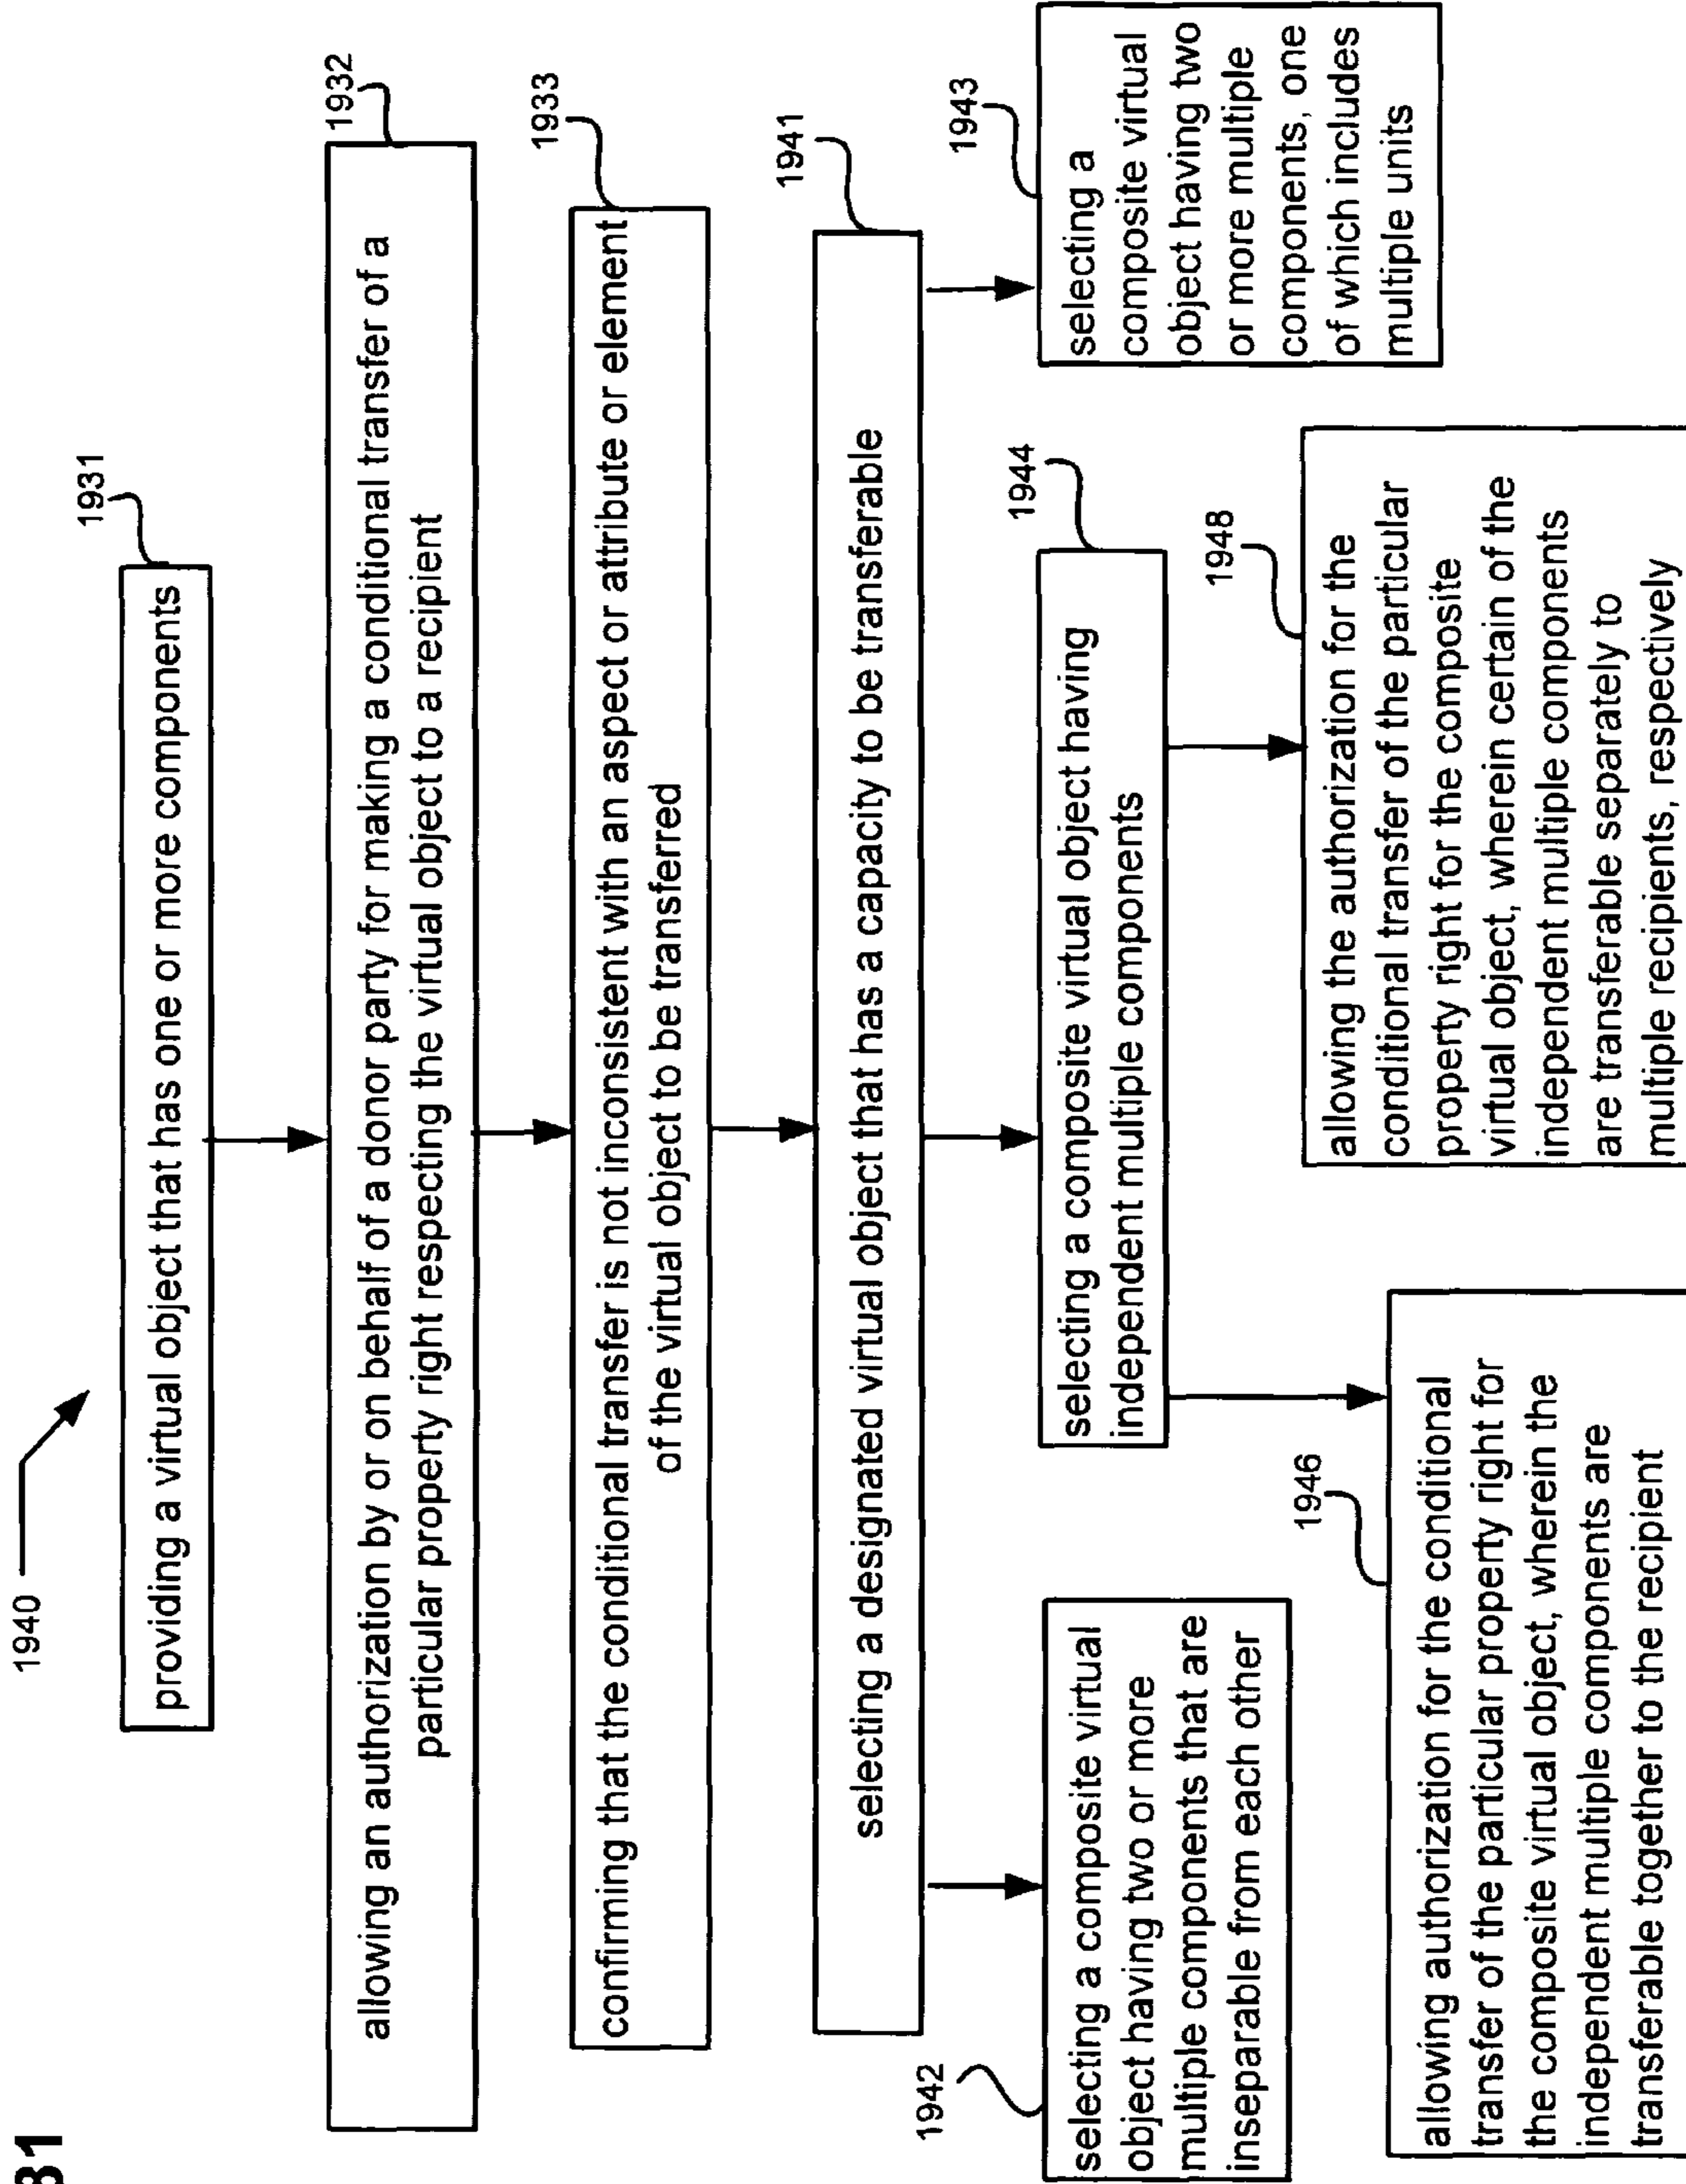 31
1940
1931
providing a virtual object that has one or more components
1932
allowing an authorization by or on behalf of a donor party for making a conditional transfer of a
particular property right respecting the virtual object to a recipient
1933
confirming that the conditional transfer is not inconsistent with an aspect or attribute or element
of the virtual object to be transferred
1941
selecting a designated virtual object that has a capacity to be transferable
1942
selecting a composite virtual
object having two or more
multiple components that are
inseparable from each other
1944
selecting a composite virtual object having
independent multiple components
1943
selecting a
composite virtual
object having two
or more multiple
components, one
of which includes
multiple units
1946
allowing authorization for the conditional
transfer of the particular property right for
the composite virtual object, wherein the
independent multiple components are
transferable together to the recipient
1948
allowing the authorization for the
conditional transfer of the particular
property right for the composite
virtual object, wherein certain of the
independent multiple components
are transferable separately to
multiple recipients, respectively